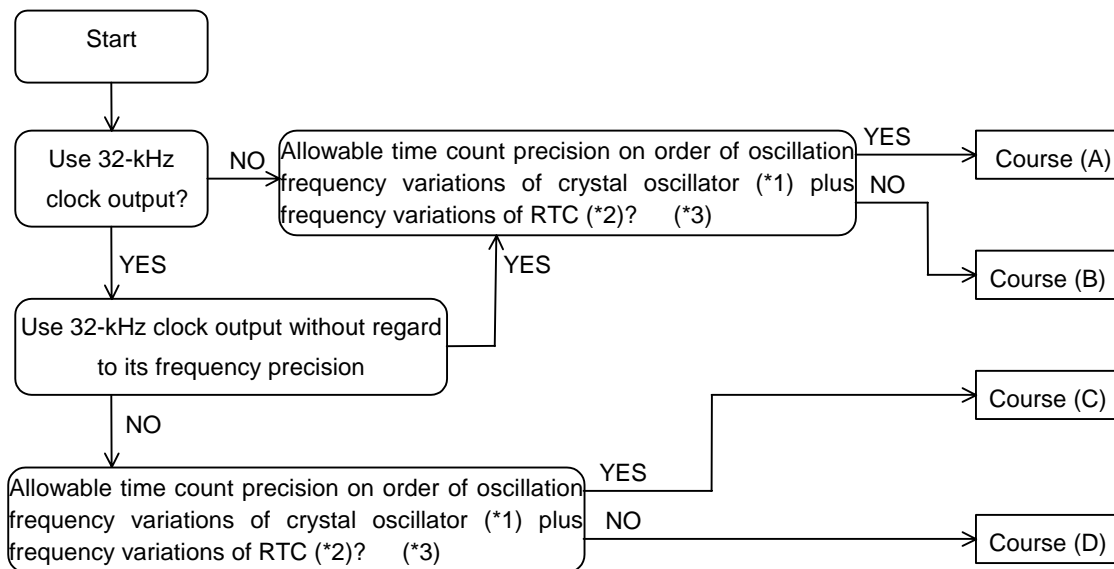 Start
Use 32-kHz
clock output?
NO
Allowable time count precision on order of oscillation
frequency variations of crystal oscillator (*1) plus
frequency variations of RTC (*2)? (*3)
YES
Course (A)
NO
Course (B)
YES
YES
Use 32-kHz clock output without regard
to its frequency precision
NO
Course (C)
Allowable time count precision on order of oscillation
frequency variations of crystal oscillator (*1) plus
frequency variations of RTC (*2)? (*3)
YES
NO
Course (D)